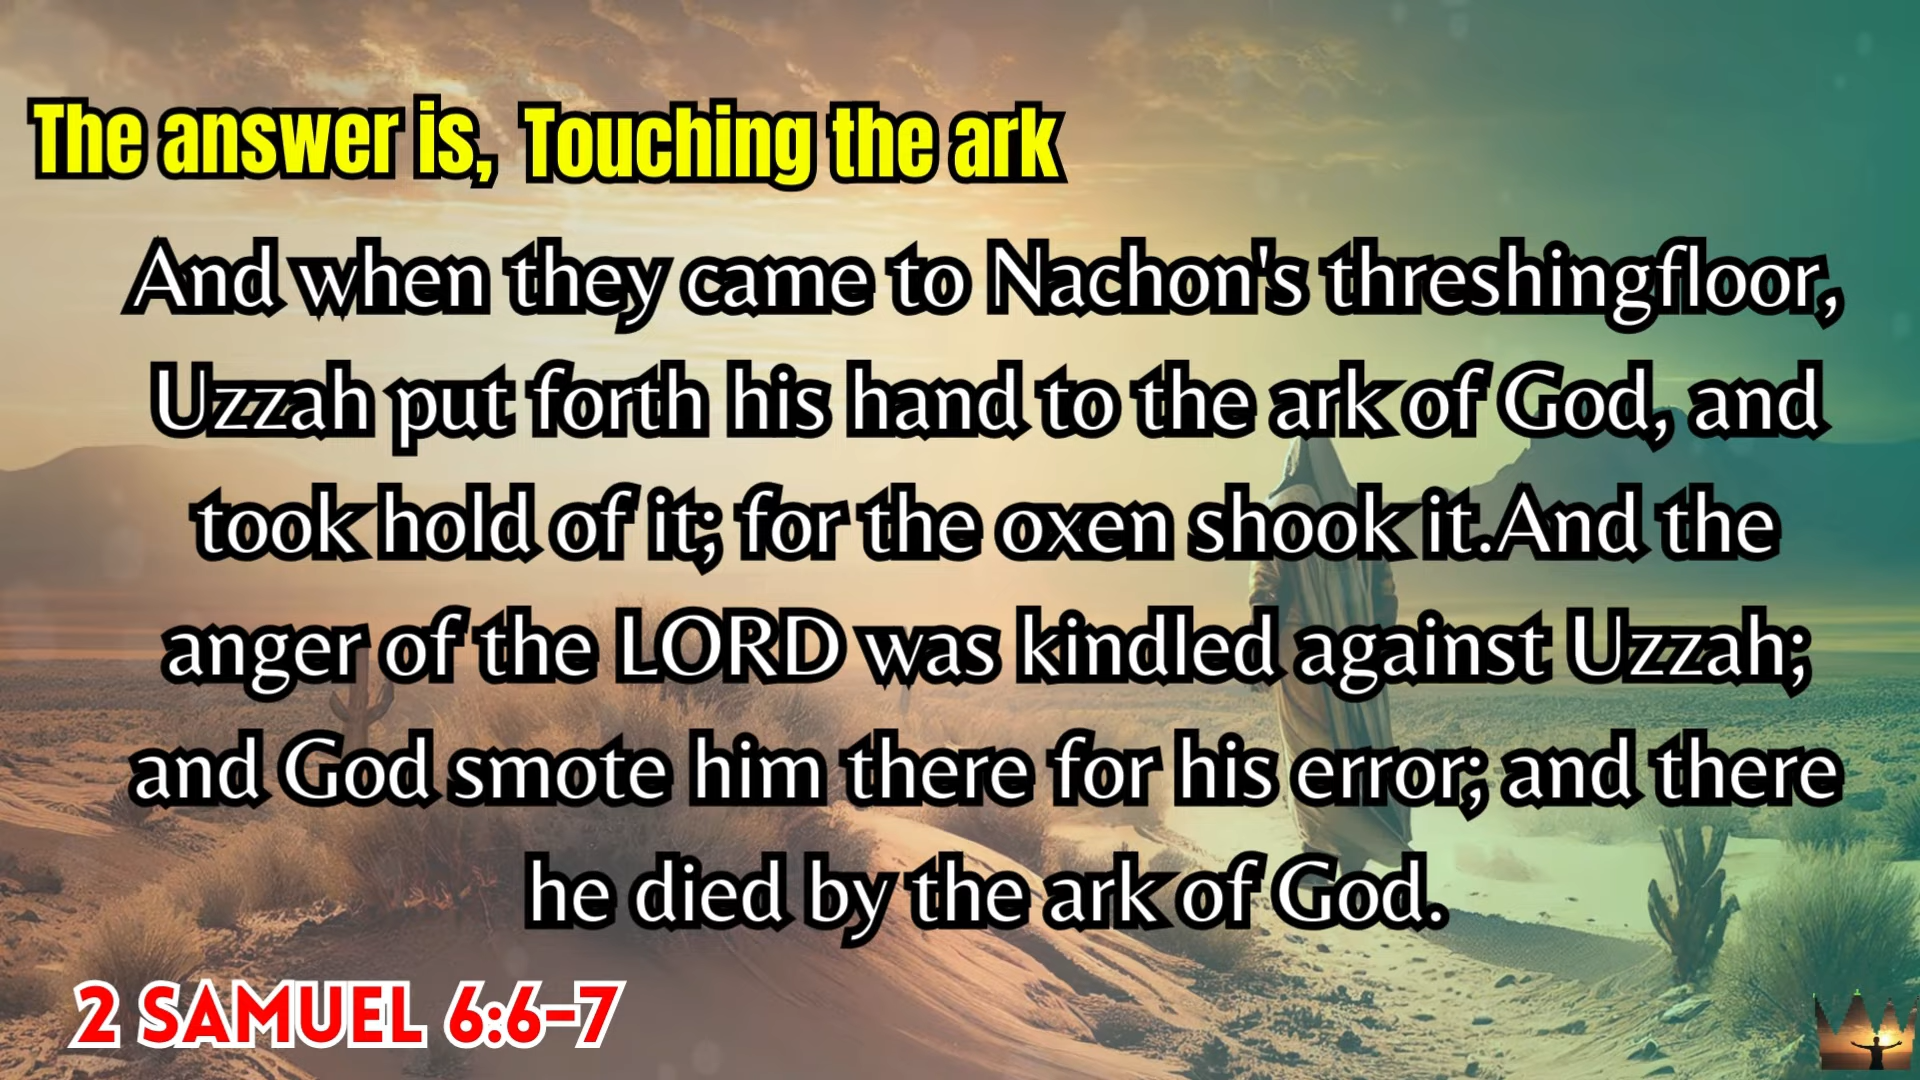 The answer is, Touching the ark
And when they came to Nachon's threshingfloor,
Uzzah put forth his hand to the ark of God, and
took hold of it; for the oxen shook it.And the
anger of the LORD was kindled against Uzzah;
and God smote him there for his error; and there
he died by the ark of God.
2 SAMUEL 6:6-7